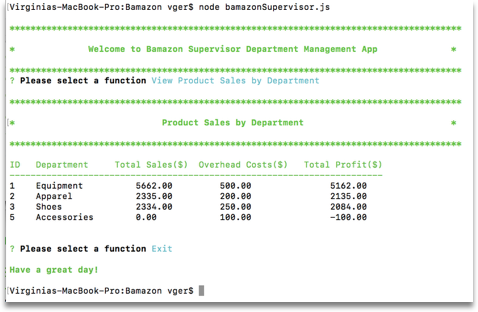 Virginias-MacBook-Pro:Bamazon vger$ node bamazonSupervisor.js
*******************************************************************************
* Welcome to Bamazon Supervisor Department Management App *
*******************************************************************************
? Please select a function View Product Sales by Department
*******************************************************************************
* Product Sales by Department *
*******************************************************************************
ID Department Total Sales($) Overhead Costs($) Total Profit($)
-----------------------------------------------------------------------
1 Equipment 5662.00 500.00 5162.00
2 Apparel 2335.00 200.00 2135.00
3 Shoes 2334.00 250.00 2084.00
5 Accessories 0.00 100.00 -100.00
? Please select a function Exit
Have a great day!
Virginias-MacBook-Pro:Bamazon vger$